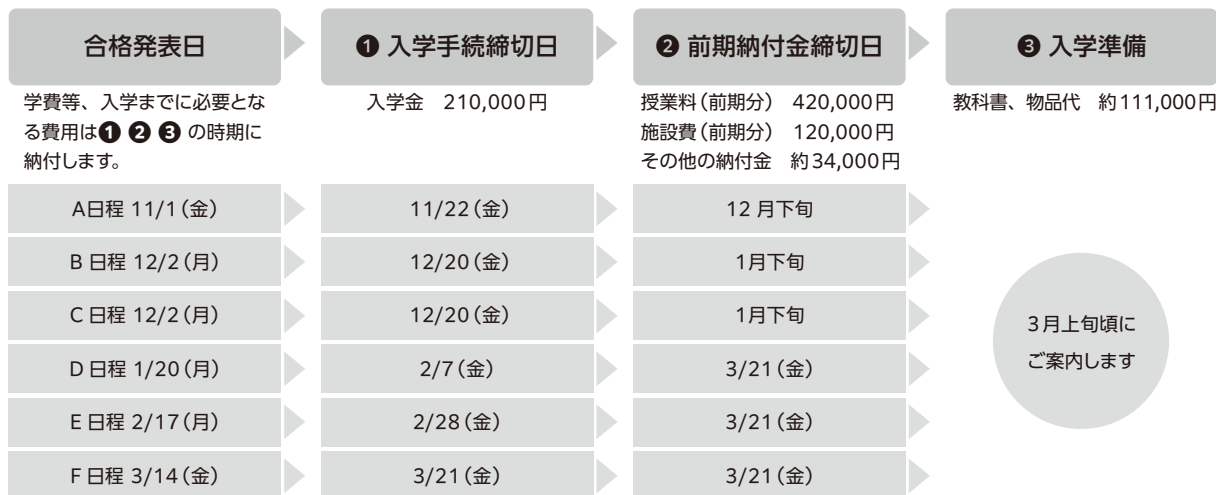 合格発表日
❶ 入学手続締切日
❷ 前期納付金締切日
❸ 入学準備
学費等、入学までに必要とな
る費用は❶ ❷ ❸ の時期に
納付します。
入学金 210,000円
授業料(前期分) 420,000円
施設費(前期分) 120,000円
その他の納付金 約34,000円
教科書、物品代 約111,000円
A日程 11/1(金)
11/22(金)
12月下旬
B日程 12/2(月)
12/20(金)
1月下旬
C日程 12/2(月)
12/20(金)
1月下旬
D日程 1/20(月)
2/7(金)
3/21(金)
E日程 2/17(月)
2/28(金)
3/21(金)
F日程 3/14(金)
3/21(金)
3/21(金)
3月上旬頃に
ご案内します